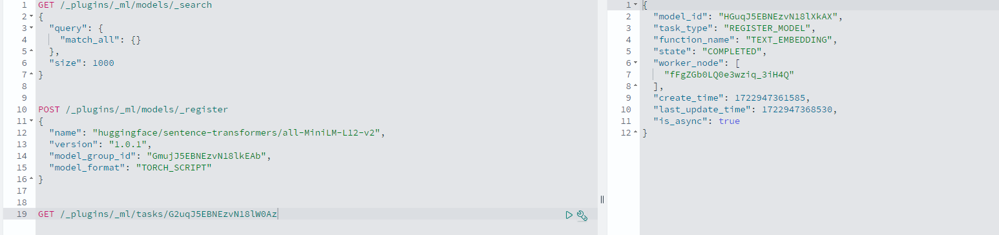 1 GET /_plugins/_ml/models/_search
2 {
3 "query": {
4 "match_all": {}
5 },
6 "size": 1000
7 }
8
9
10 POST /_plugins/_ml/models/_register
11 {
12 "name": "huggingface/sentence-transformers/all-MiniLM-L12-v2",
13 "version": "1.0.1",
14 "model_group_id": "GmujJ5EBNEzvN18lkEAb",
15 "model_format": "TORCH_SCRIPT"
16 }
17
18
19 GET /_plugins/_ml/tasks/G2uqJ5EBNEzvN18lW0Az
1 {
2 "model_id": "HGuqJ5EBNEzvN18lXkAX",
3 "task_type": "REGISTER_MODEL",
4 "function_name": "TEXT_EMBEDDING",
5 "state": "COMPLETED",
6 "worker_node": [
7 "fFgZGb0LQ0e3wziq_3iH4Q"
8 ],
9 "create_time": 1722947361585,
10 "last_update_time": 1722947368530,
11 "is_async": true
12 }